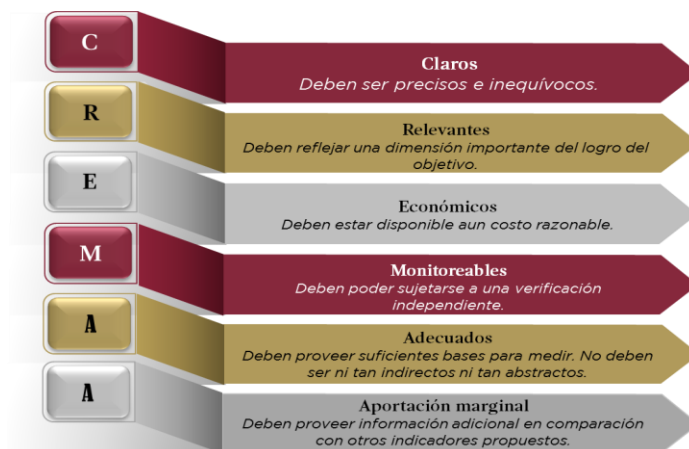 C
Claros
Deben ser precisos e inequívocos.
R
Relevantes
Deben reflejar una dimensión importante del logro del
objetivo.
E
Económicos
Deben estar disponible aun costo razonable.
M
Monitoreables
Deben poder sujetarse a una verificación
independiente.
A
Adecuados
Deben proveer suficientes bases para medir. No deben
ser ni tan indirectos ni tan abstractos.
A
Aportación marginal
Deben proveer información adicional en comparación
con otros indicadores propuestos.